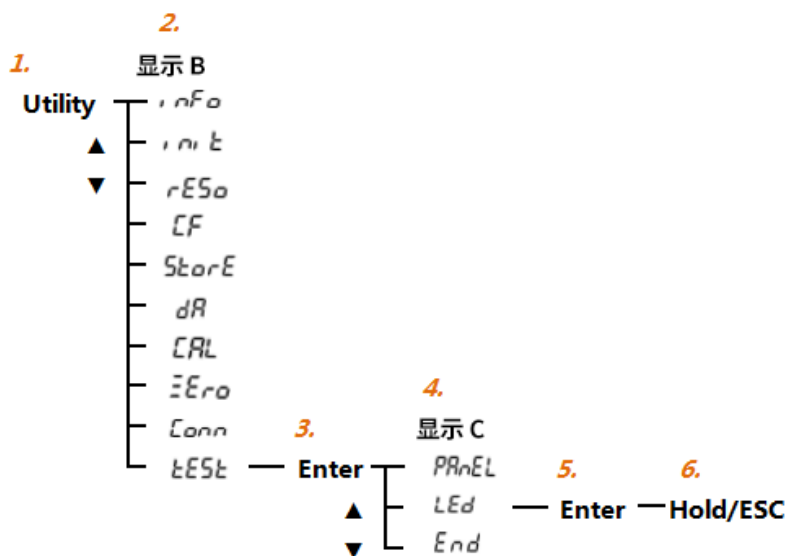 2.
1.
显示 B
Utility
inFo
▲
init
▼
rESo
CF
StorE
dA
CAL
ZEro
4.
Conn
3.
显示 C
tESt
Enter
PAnEL
5.
6.
▲
LEd
Enter
Hold/ESC
▼
End